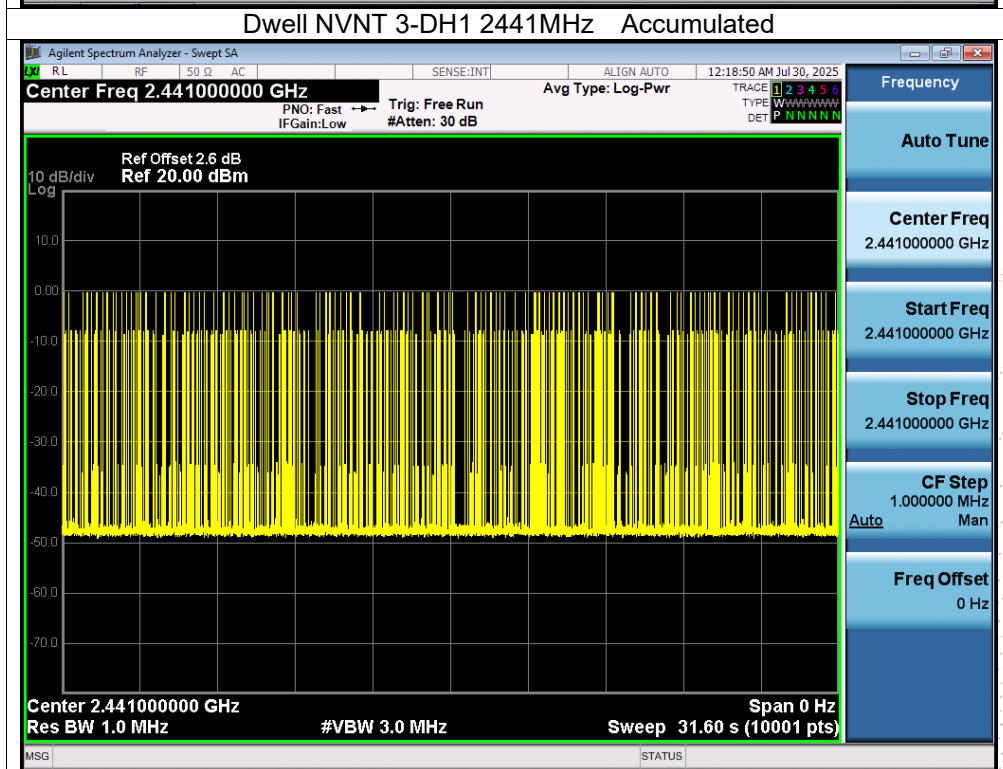 Dwell NVNT 3-DH1 2441MHz Accumulated
Agilent Spectrum Analyzer - Swept SA
LXI RL RF 50 Ω AC SENSE:INT ALIGN AUTO 12:18:50 AM Jul 30, 2025
Center Freq 2.441000000 GHz
PNO: Fast
IFGain:Low
Trig: Free Run
#Atten: 30 dB
Avg Type: Log-Pwr
TRACE 1 2 3 4 5 6
TYPE WWWWWW
DET P N N N N N
Ref Offset 2.6 dB
10 dB/div Ref 20.00 dBm
Log
10.0
0.00
-10.0
-20.0
-30.0
-40.0
-50.0
-60.0
-70.0
Center 2.441000000 GHz Span 0 Hz
Res BW 1.0 MHz #VBW 3.0 MHz Sweep 31.60 s (10001 pts)
MSG STATUS
Frequency
Auto Tune
Center Freq
2.441000000 GHz
Start Freq
2.441000000 GHz
Stop Freq
2.441000000 GHz
CF Step
1.000000 MHz
Auto Man
Freq Offset
0 Hz